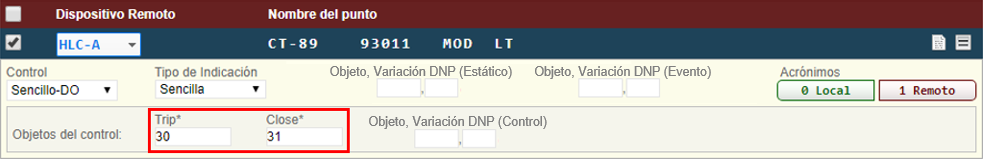 Dispositivo Remoto Nombre del punto
HLC-A CT-89 93011 MOD LT
Control Tipo de Indicación Objeto, Variación DNP (Estático) Objeto, Variación DNP (Evento) Acrónimos
Sencillo-DO Sencilla , , 0 Local 1 Remoto
Objetos del control: Trip* Close* Objeto, Variación DNP (Control)
30 31 ,